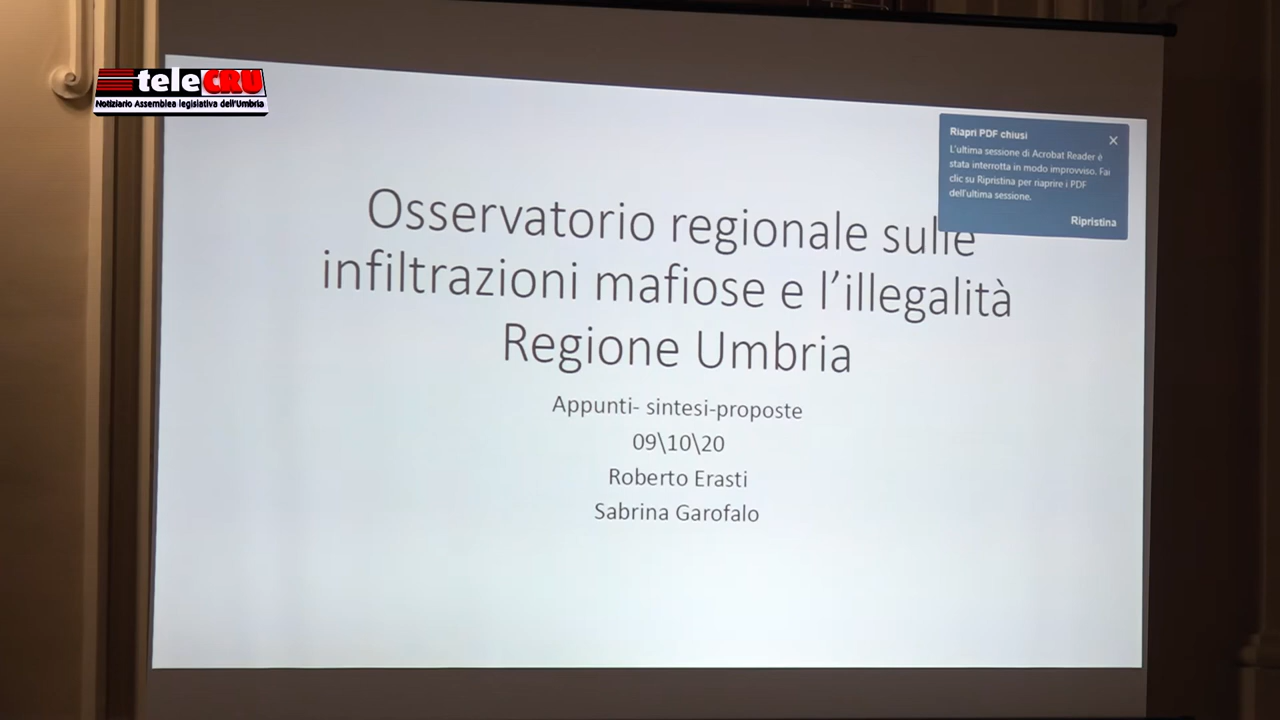 teleCRU
Notiziario Assemblea legislativa dell'Umbria
Riapri PDF chiusi
L'ultima sessione di Acrobat Reader è
stata interrotta in modo improvviso. Fai
clic su Ripristina per riaprire i PDF
dell'ultima sessione.
Ripristina
Osservatorio regionale sulle
infiltrazioni mafiose e l'illegalità
Regione Umbria
Appunti- sintesi-proposte
09\10\20
Roberto Erasti
Sabrina Garofalo